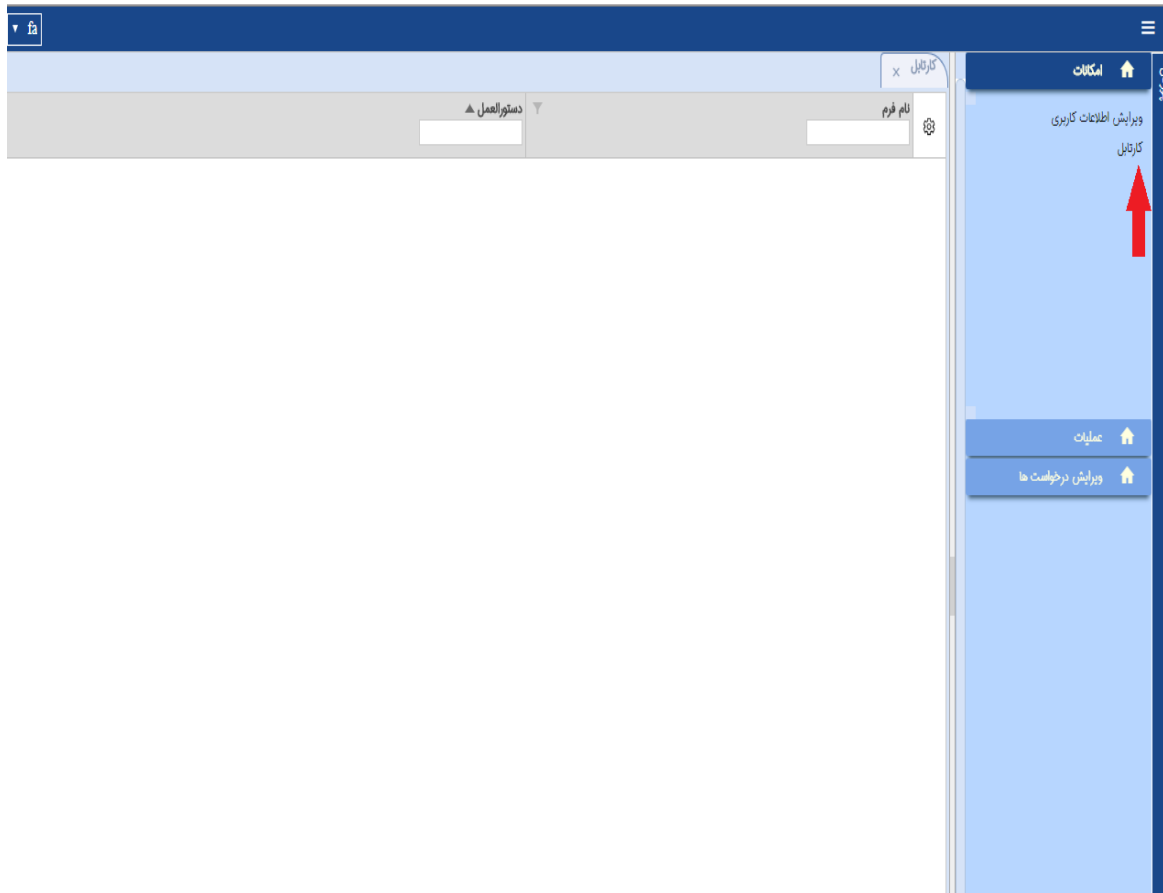 fa
امکانات
ویرایش اطلاعات کاربری
کارتابل
عملیات
ویرایش درخواست ها
کارتابل ×
نام فرم
دستورالعمل